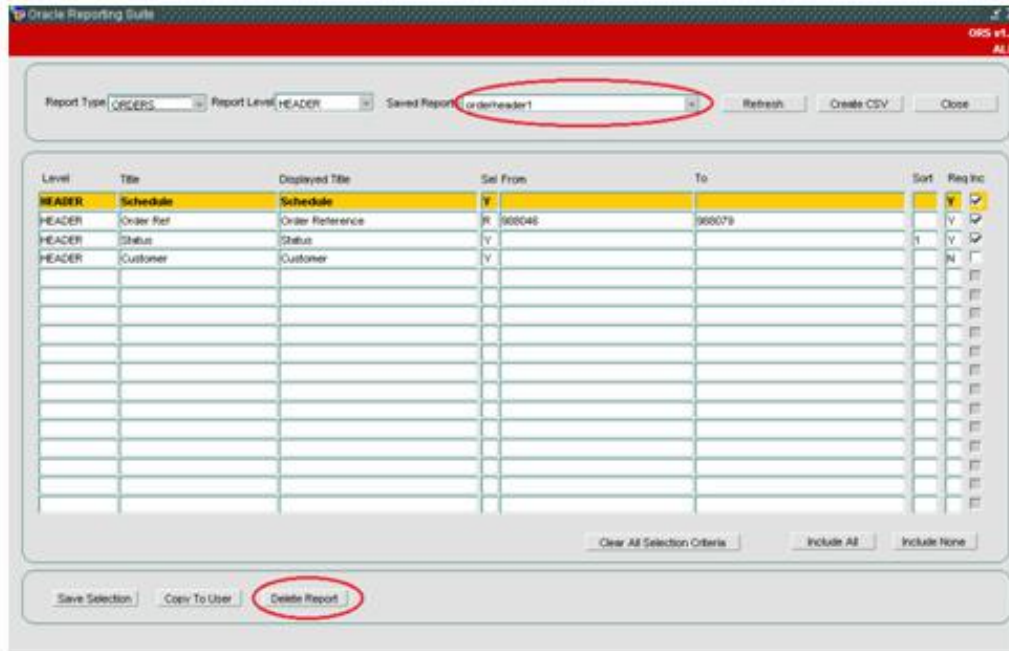 Oracle Reporting Suite
ORS v1.
AL
Report Type ORDERS Report Level HEADER Saved Report orderheader1 Refresh Create CSV Close
Level Title Displayed Title Sel From To Sort Req Inc
HEADER Schedule Schedule Y Y
HEADER Order Ref Order Reference R 988046 988079 Y
HEADER Status Status Y 1 Y
HEADER Customer Customer Y N
Clear All Selection Criteria Include All Include None
Save Selection Copy To User Delete Report